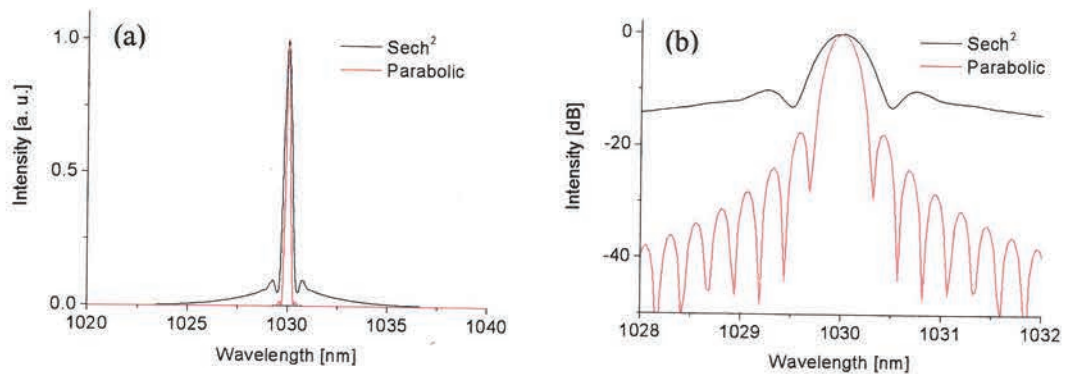 (a)
Sech²
Parabolic
1.0
0.5
0.0
Intensity [a. u.]
1020
1025
1030
1035
1040
Wavelength [nm]
(b)
Sech²
Parabolic
0
-20
-40
Intensity [dB]
1028
1029
1030
1031
1032
Wavelength [nm]